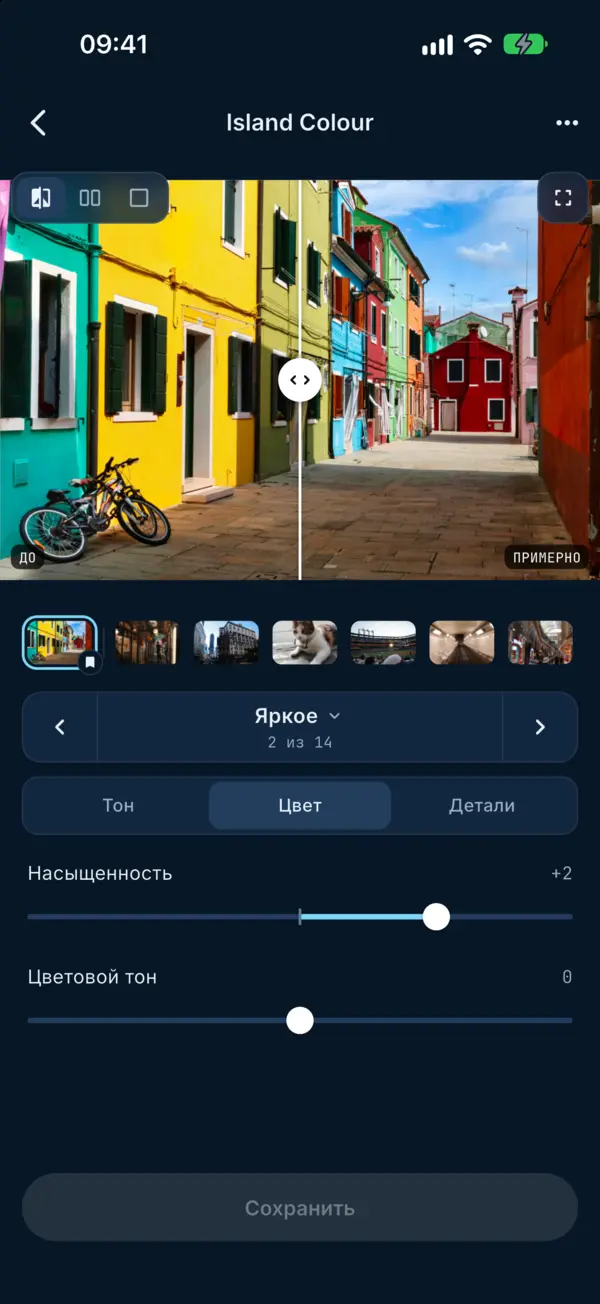 09:41
Island Colour
ДО
ПРИМЕРНО
Яркое
2 из 14
Тон
Цвет
Детали
Насыщенность
+2
Цветовой тон
0
Сохранить